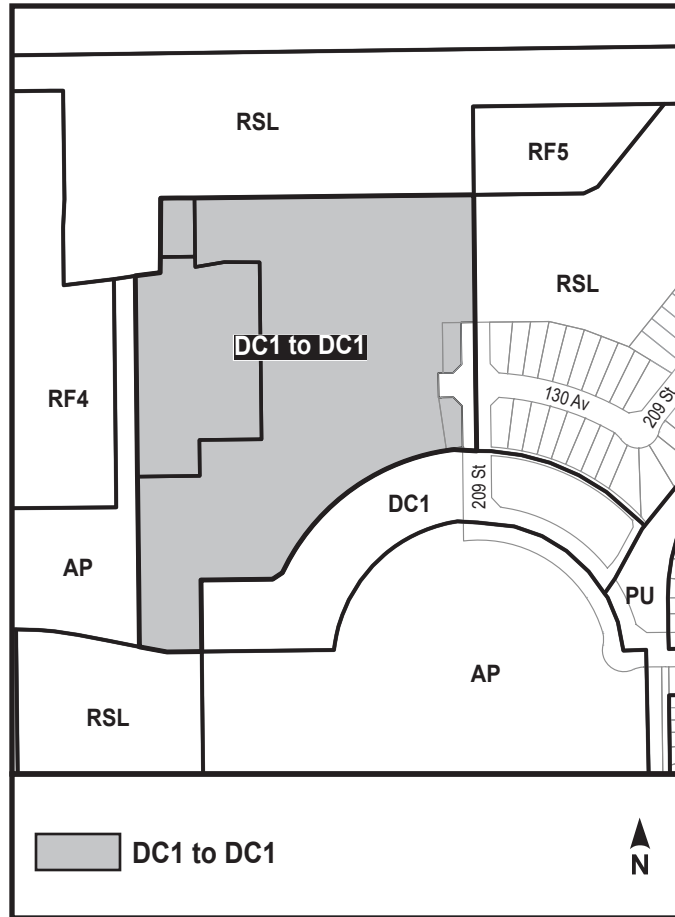 RSL
RF5
RSL
DC1 to DC1
RF4
130 Av
209 St
209 St
DC1
AP
PU
AP
RSL
DC1 to DC1
N